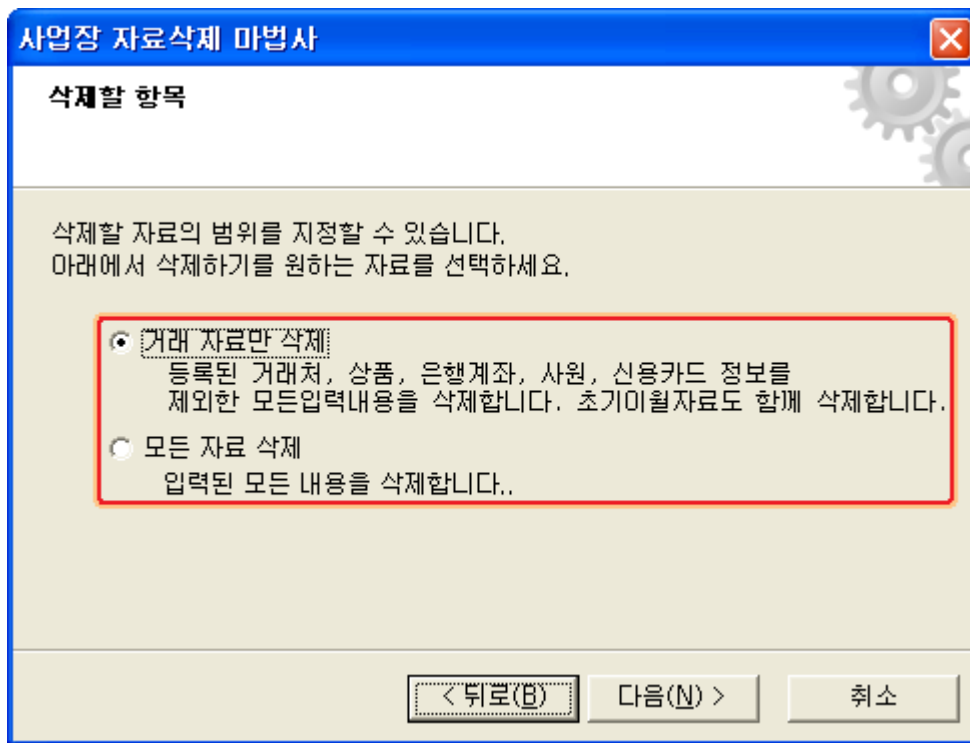 사업장 자료삭제 마법사
삭제할 항목
삭제할 자료의 범위를 지정할 수 있습니다.
아래에서 삭제하기를 원하는 자료를 선택하세요.
거래 자료만 삭제
등록된 거래처, 상품, 은행계좌, 사원, 신용카드 정보를
제외한 모든입력내용을 삭제합니다. 초기이월자료도 함께 삭제합니다.
모든 자료 삭제
입력된 모든 내용을 삭제합니다..
< 뒤로(B) 다음(N) > 취소